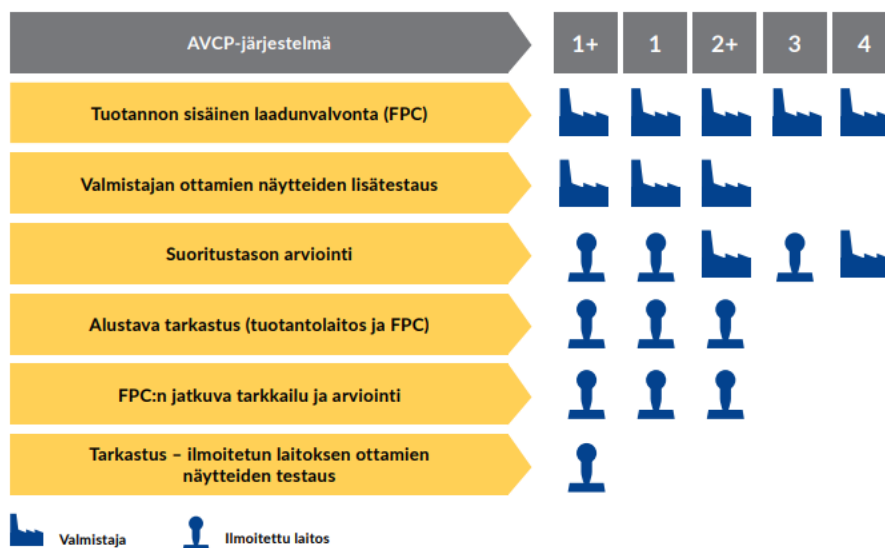 AVCP-järjestelmä 1+ 1 2+ 3 4
Tuotannon sisäinen laadunvalvonta (FPC)
Valmistajan ottamien näytteiden lisätestaus
Suoritustason arviointi
Alustava tarkastus (tuotantolaitos ja FPC)
FPC:n jatkuva tarkkailu ja arviointi
Tarkastus – ilmoitetun laitoksen ottamien
näytteiden testaus
Valmistaja Ilmoitettu laitos